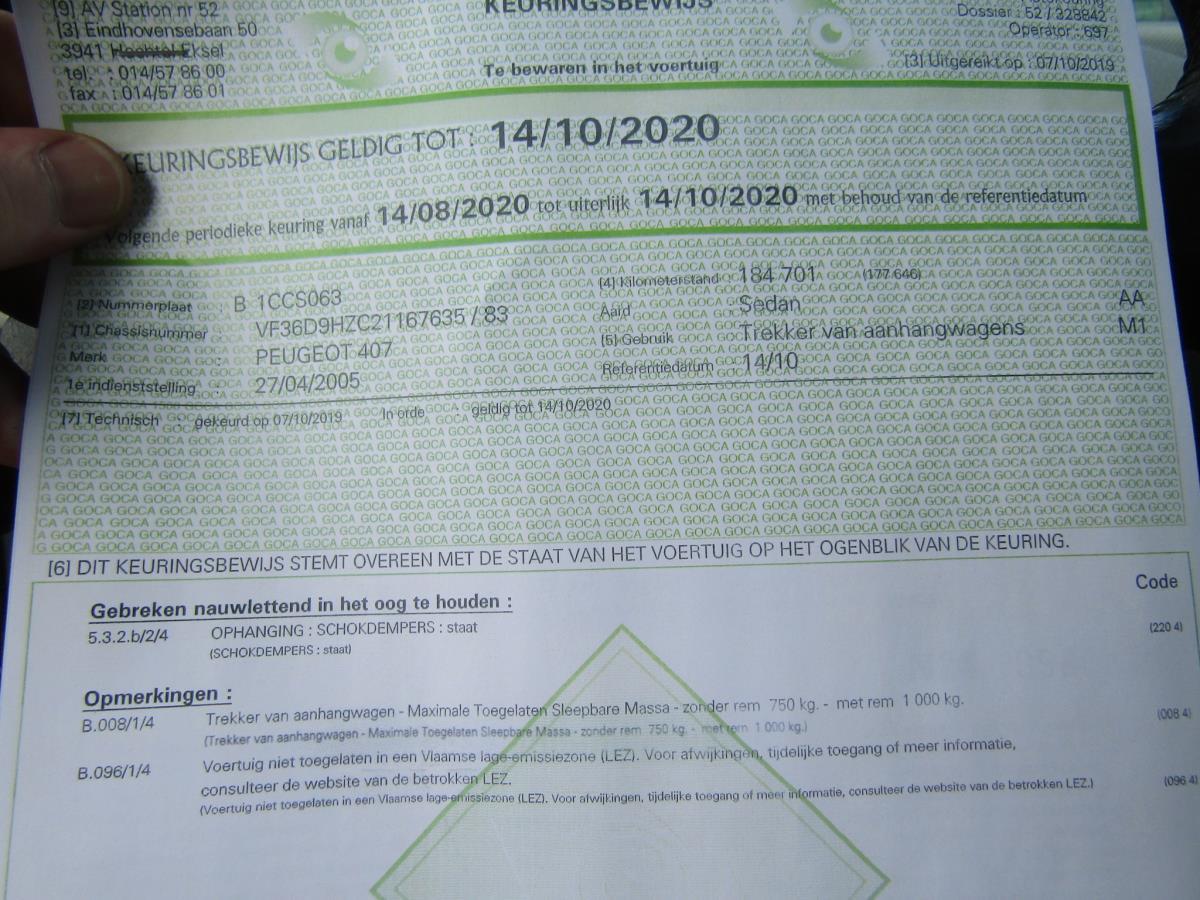 [9] AV Station nr 52
KEURINGSBEWIJS
Dossier : 52 / 328842
[3] Eindhovensebaan 50
Operator : 697
3941 Hechtel-Eksel
tel. : 014/57 86 00
Te bewaren in het voertuig
[3] Uitgereikt op : 07/10/2019
fax : 014/57 86 01
KEURINGSBEWIJS GELDIG TOT : 14/10/2020
Volgende periodieke keuring vanaf 14/08/2020 tot uiterlijk 14/10/2020 met behoud van de referentiedatum
[2] Nummerplaat : B 1CCS063
[4] Kilometerstand 184 701 (177 646)
[1] Chassisnummer : VF36D9HZC21167635 / 83
Aard Sedan AA
Merk PEUGEOT 407
[5] Gebruik Trekker van aanhangwagens M1
1e indienststelling : 27/04/2005
Referentiedatum 14/10
[7] Technisch : gekeurd op 07/10/2019 In orde : geldig tot 14/10/2020
[6] DIT KEURINGSBEWIJS STEMT OVEREEN MET DE STAAT VAN HET VOERTUIG OP HET OGENBLIK VAN DE KEURING.
Code
Gebreken nauwlettend in het oog te houden :
5.3.2.b/2/4 OPHANGING : SCHOKDEMPERS : staat (220 4)
(SCHOKDEMPERS : staat)
Opmerkingen :
B.008/1/4 Trekker van aanhangwagen - Maximale Toegelaten Sleepbare Massa - zonder rem 750 kg. - met rem 1 000 kg. (008 4)
(Trekker van aanhangwagen - Maximale Toegelaten Sleepbare Massa - zonder rem 750 kg. - met rem 1 000 kg.)
B.096/1/4 Voertuig niet toegelaten in een Vlaamse lage-emissiezone (LEZ). Voor afwijkingen, tijdelijke toegang of meer informatie,
consulteer de website van de betrokken LEZ. (096 4)
(Voertuig niet toegelaten in een Vlaamse lage-emissiezone (LEZ). Voor afwijkingen, tijdelijke toegang of meer informatie, consulteer de website van de betrokken LEZ.)